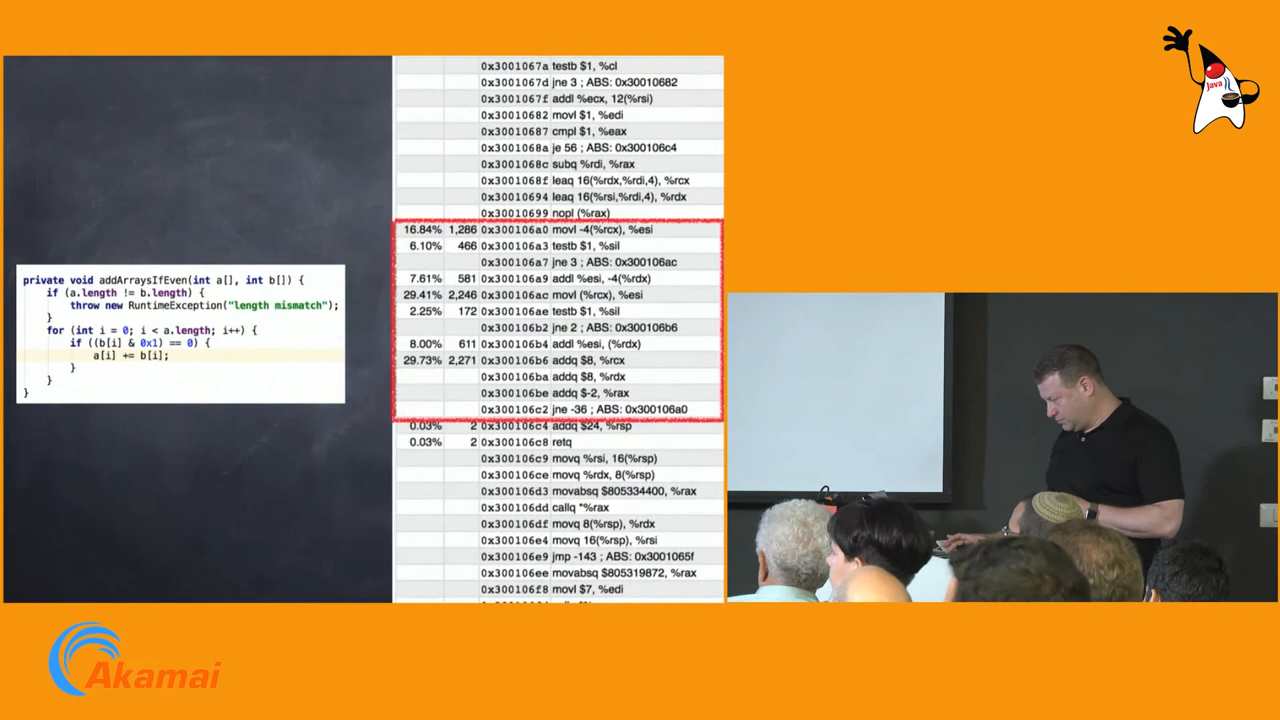 private void addArraysIfEven(int a[], int b[]) {
if (a.length != b.length) {
throw new RuntimeException("length mismatch");
}
for (int i = 0; i < a.length; i++) {
if ((b[i] & 0x1) == 0) {
a[i] += b[i];
}
}
}
0x3001067a testb $1, %cl
0x3001067d jne 3 ; ABS: 0x30010682
0x3001067f addl %ecx, 12(%rsi)
0x30010682 movl $1, %edi
0x30010687 cmpl $1, %eax
0x3001068a je 56 ; ABS: 0x300106c4
0x3001068c subq %rdi, %rax
0x3001068f leaq 16(%rdx,%rdi,4), %rcx
0x30010694 leaq 16(%rsi,%rdi,4), %rdx
0x30010699 nopl (%rax)
16.84% 1,286 0x300106a0 movl -4(%rcx), %esi
6.10% 466 0x300106a3 testb $1, %sil
0x300106a7 jne 3 ; ABS: 0x300106ac
7.61% 581 0x300106a9 addl %esi, -4(%rdx)
29.41% 2,246 0x300106ac movl (%rcx), %esi
2.25% 172 0x300106ae testb $1, %sil
0x300106b2 jne 2 ; ABS: 0x300106b6
8.00% 611 0x300106b4 addl %esi, (%rdx)
29.73% 2,271 0x300106b6 addq $8, %rcx
0x300106ba addq $8, %rdx
0x300106be addq $-2, %rax
0x300106c2 jne -36 ; ABS: 0x300106a0
0.03% 2 0x300106c4 addq $24, %rsp
0.03% 2 0x300106c8 retq
0x300106c9 movq %rsi, 16(%rsp)
0x300106ce movq %rdx, 8(%rsp)
0x300106d3 movabsq $805334400, %rax
0x300106dd callq *%rax
0x300106df movq 8(%rsp), %rdx
0x300106e4 movq 16(%rsp), %rsi
0x300106e9 jmp -143 ; ABS: 0x3001065f
0x300106ee movabsq $805319872, %rax
0x300106f8 movl $7, %edi
Java
Akamai